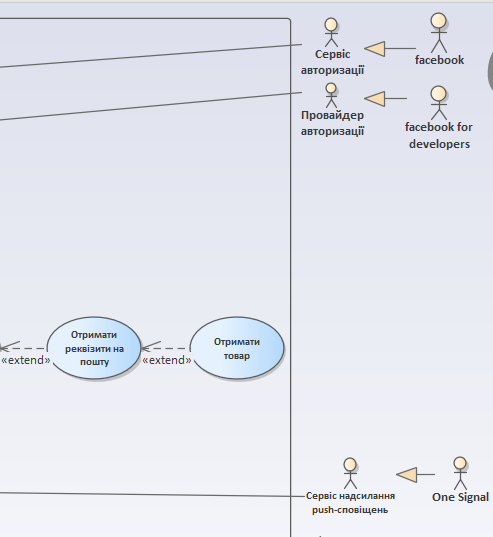 Сервіс
авторизації
facebook
Провайдер
авторизації
facebook for
developers
Отримати
реквізити на
пошту
Отримати
товар
«extend»
«extend»
Сервіс надсилання
push-сповіщень
One Signal